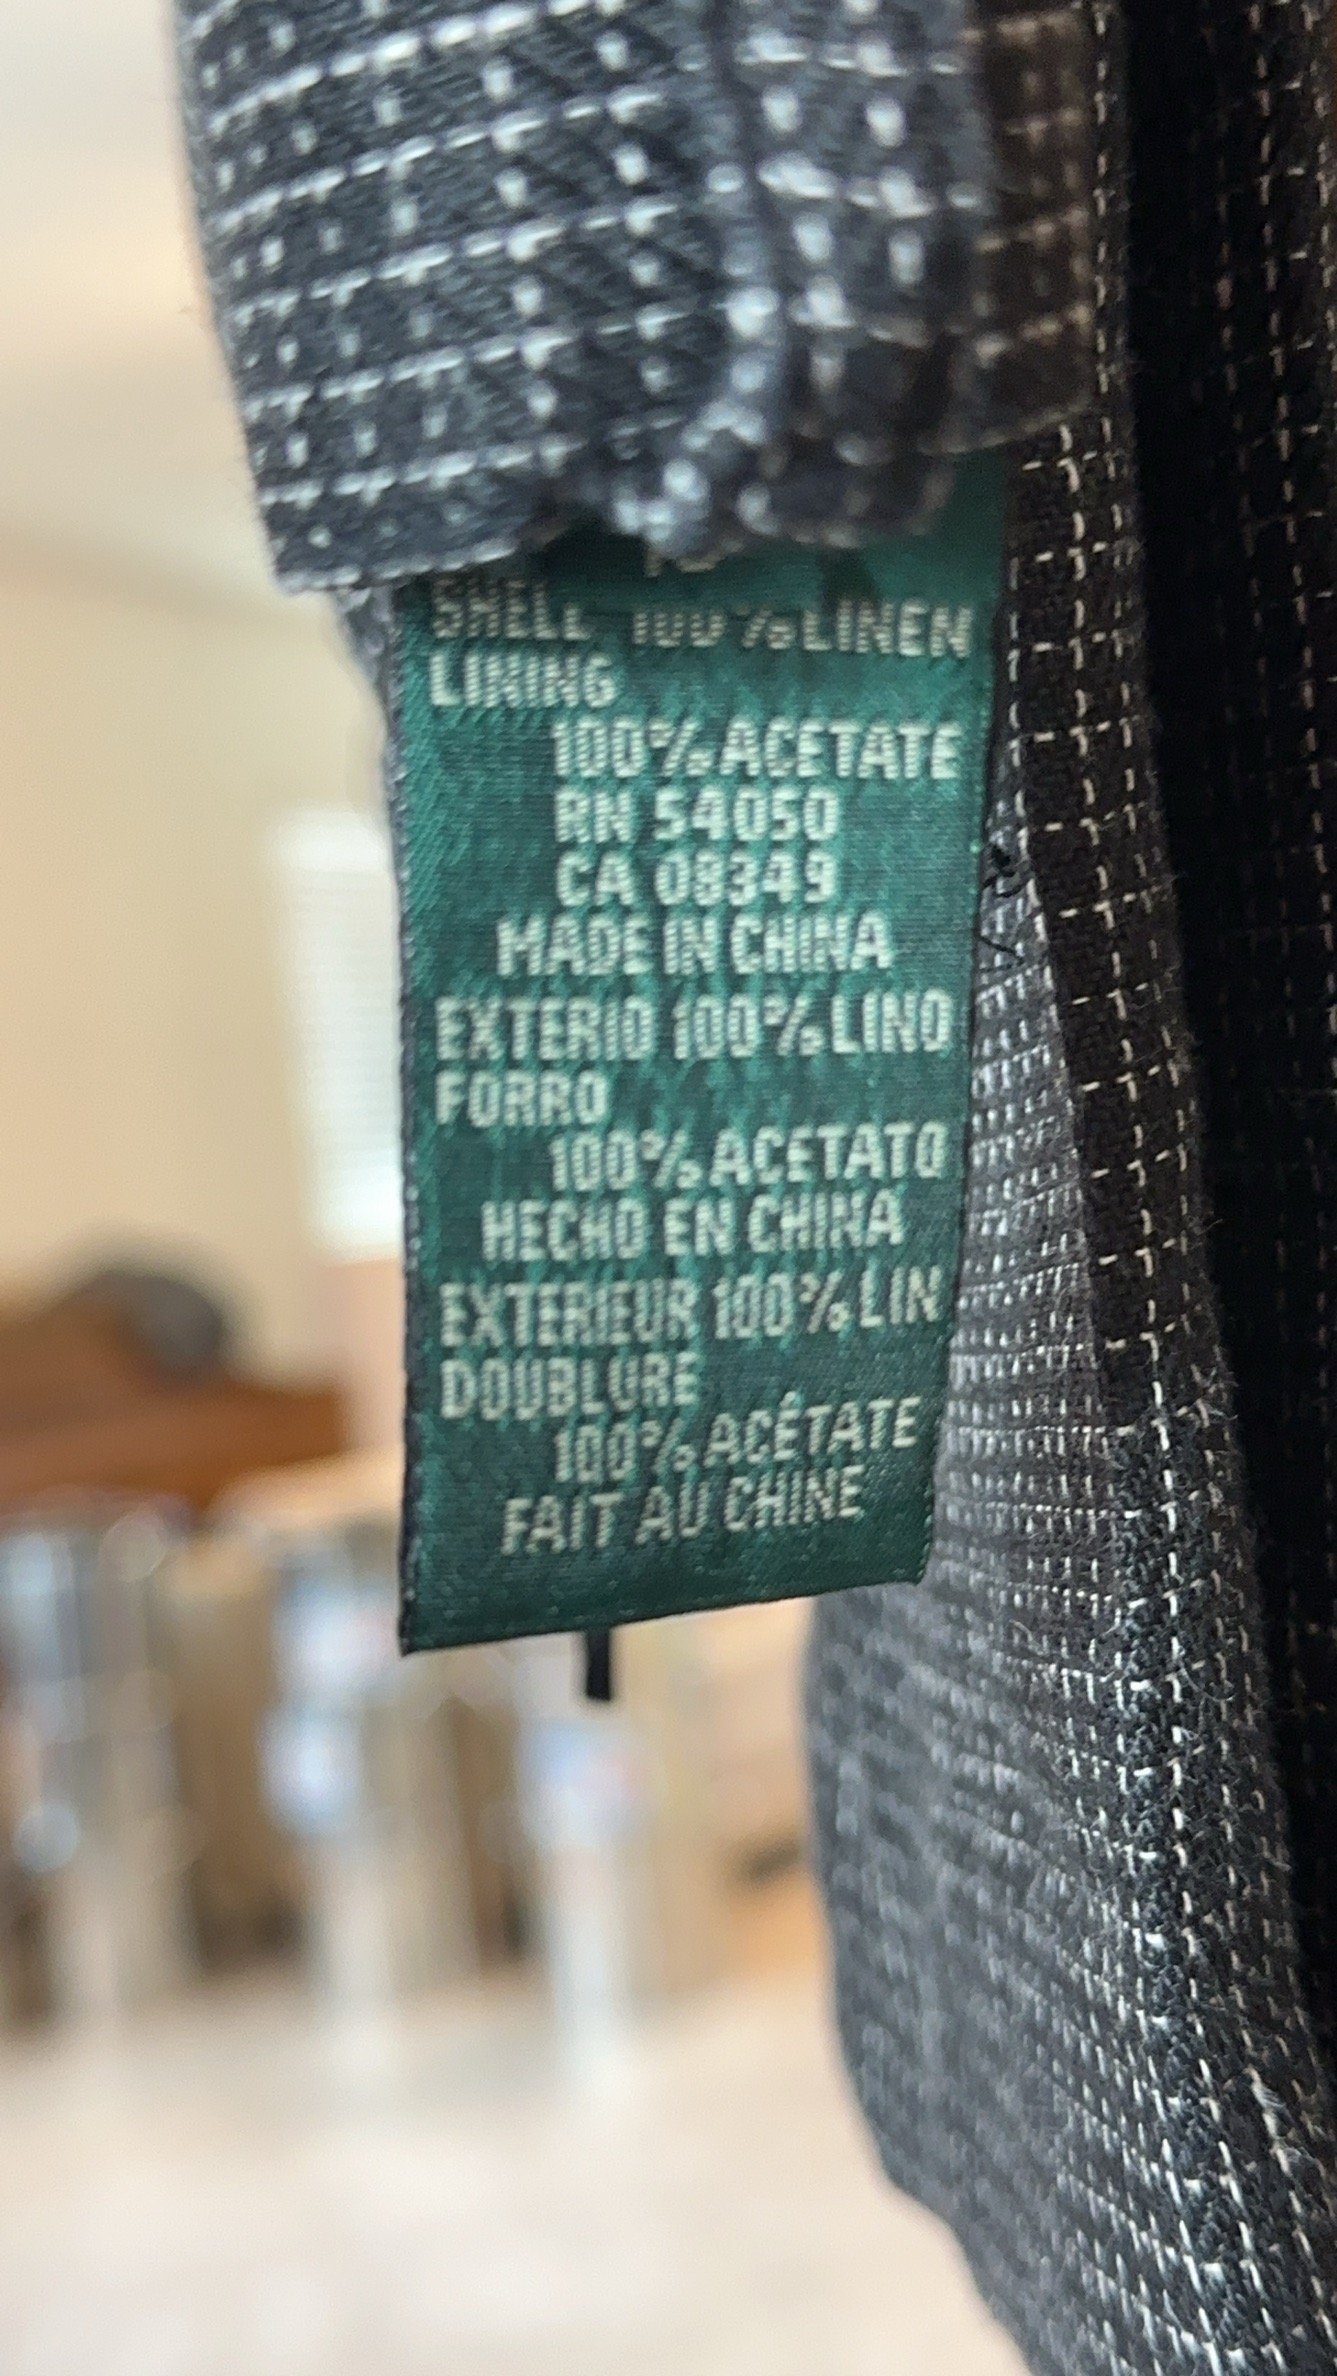 SHELL 100%LINEN
LINING
100%ACETATE
RN 54050
CA 08349
MADE IN CHINA
EXTERIO 100%LINO
FORRO
100%ACETATO
HECHO EN CHINA
EXTERIEUR 100%LIN
DOUBLURE
100%ACÉTATE
FAIT AU CHINE